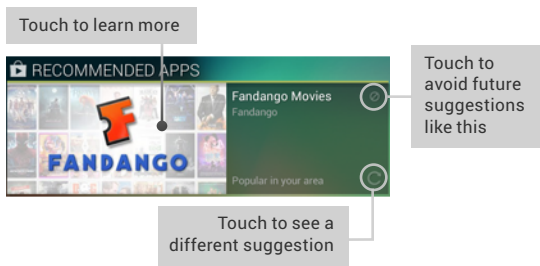 Touch to learn more
RECOMMENDED APPS
Fandango Movies
Fandango
FANDANGO
Popular in your area
Touch to
avoid future
suggestions
like this
Touch to see a
different suggestion